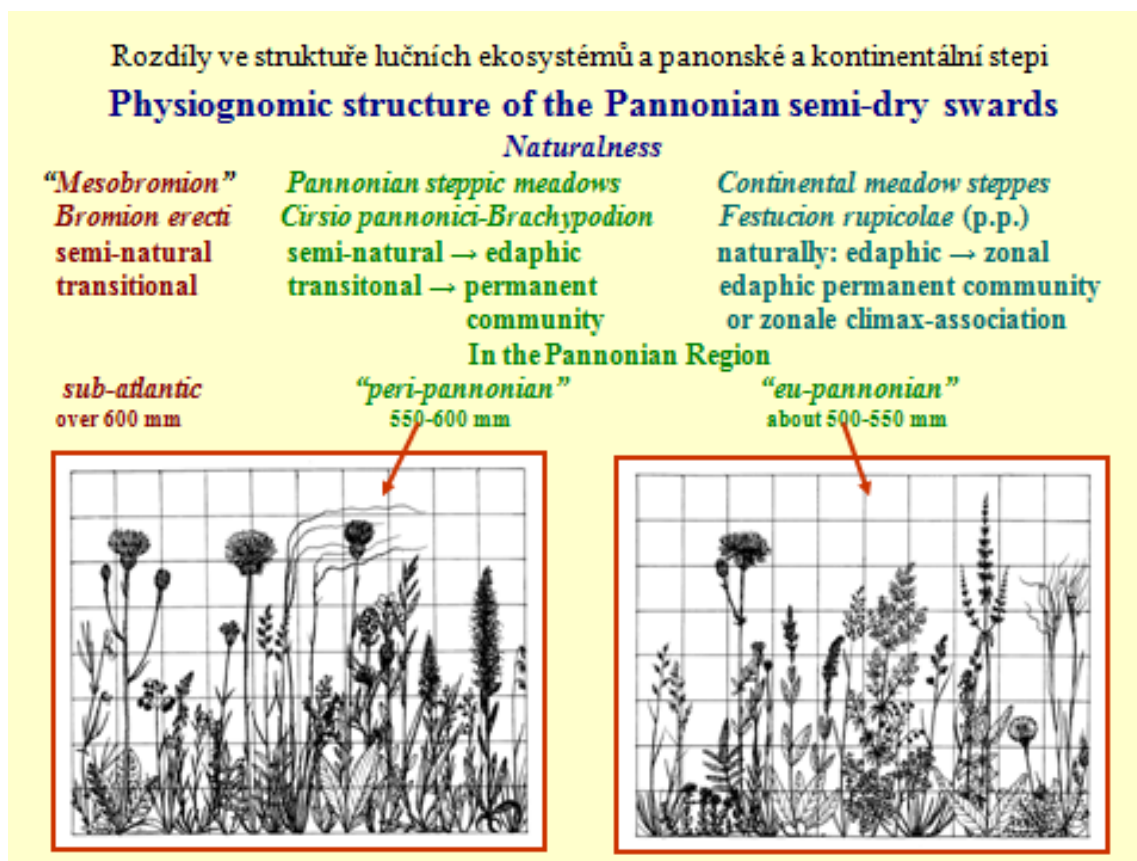 Rozdíly ve struktuře lučních ekosystémů a panonské a kontinentální stepi
Physiognomic structure of the Pannonian semi-dry swards
Naturalness
“Mesobromion” Pannonian steppic meadows Continental meadow steppes
Bromion erecti Cirsio pannonici-Brachypodion Festucion rupicolae (p.p.)
semi-natural semi-natural → edaphic naturally: edaphic → zonal
transitional transitonal → permanent edaphic permanent community
community or zonale climax-association
In the Pannonian Region
sub-atlantic “peri-pannonian” “eu-pannonian”
over 600 mm 550-600 mm about 500-550 mm